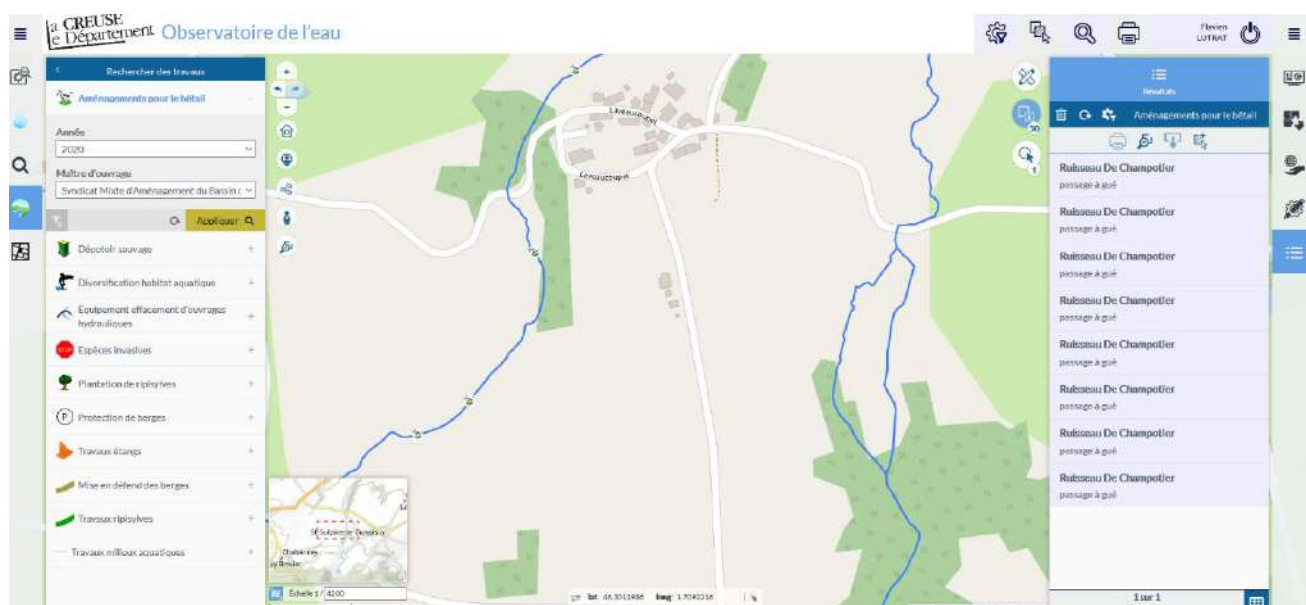 la CREUSE
le Département
Observatoire de l'eau
Flavien
LUTRAT
Rechercher des travaux
Aménagements pour le bétail
Année
2020
Maître d'ouvrage
Syndicat Mixte d'Aménagement du Bassin
Appliquer
Dépotoir sauvage
Diversification habitat aquatique
Equipement effacement d'ouvrages
hydrauliques
Espèces invasives
Plantation de ripisylves
P
Protection de berges
Travaux étangs
Mise en défend des berges
Travaux ripisylves
Travaux milieux aquatiques
Lavaucoupet
Lavaucoupet
Échelle 1 / 4200
lat:
long:
30
1
Résultats
Aménagements pour le bétail
Ruisseau De Champotier
passage à gué
Ruisseau De Champotier
passage à gué
Ruisseau De Champotier
passage à gué
Ruisseau De Champotier
passage à gué
Ruisseau De Champotier
passage à gué
Ruisseau De Champotier
passage à gué
Ruisseau De Champotier
passage à gué
Ruisseau De Champotier
passage à gué
1 sur 1